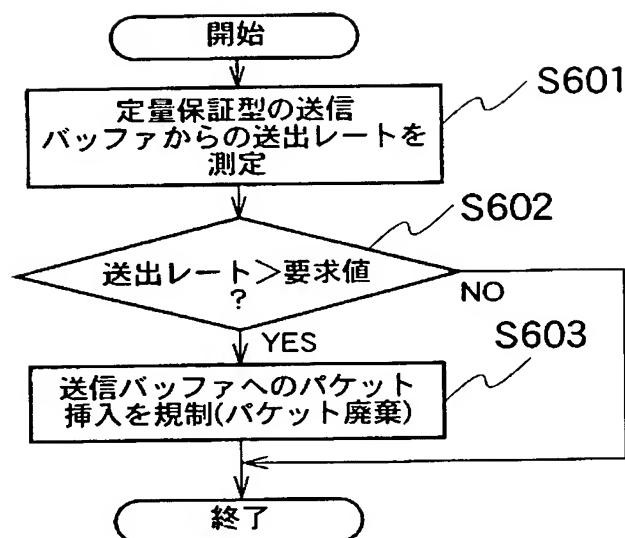 開始
S601
定量保証型の送信
バッファからの送出レートを
測定
S602
送出レート＞要求値
?
NO
YES
S603
送信バッファへのパケット
挿入を規制(パケット廃棄)
終了